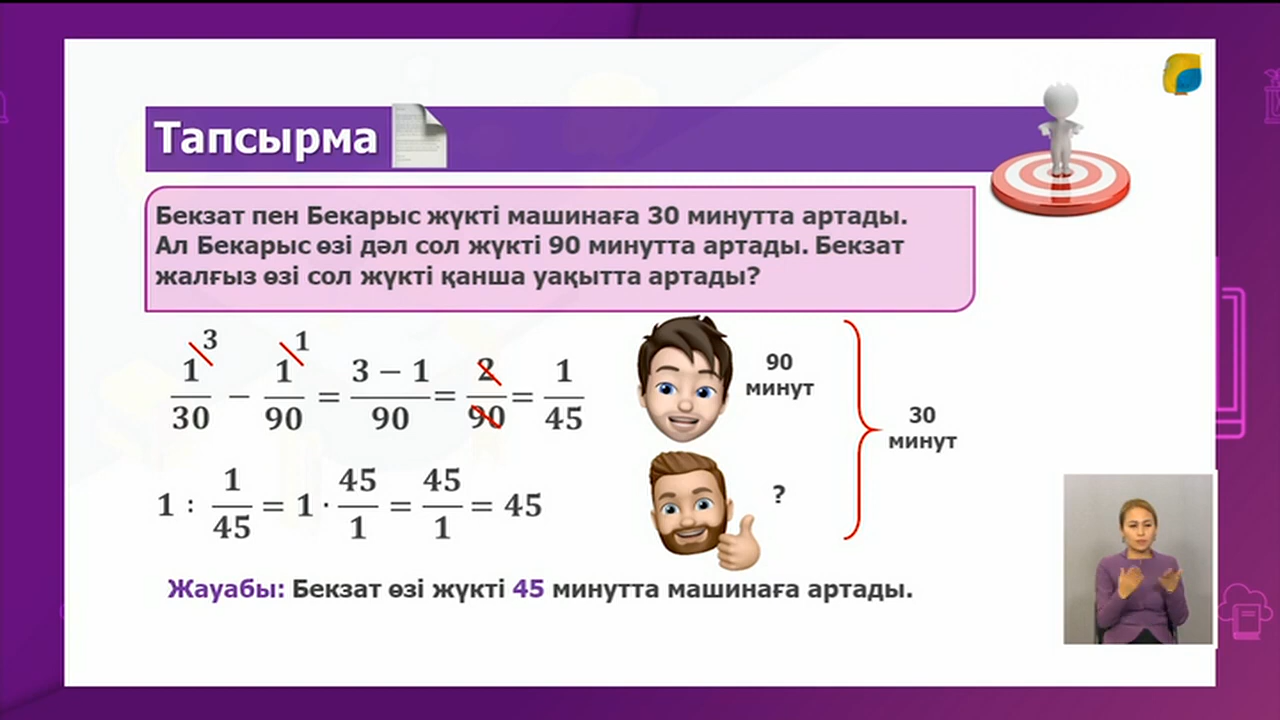 Тапсырма
Бекзат пен Бекарыс жүкті машинаға 30 минутта артады.
Ал Бекарыс өзі дәл сол жүкті 90 минутта артады. Бекзат
жалғыз өзі сол жүкті қанша уақытта артады?
1/30 ³ − 1/90 ¹ = (3 − 1)/90 = 2/90 = 1/45
90
минут
30
минут
1 : 1/45 = 1 · 45/1 = 45/1 = 45
?
Жауабы: Бекзат өзі жүкті 45 минутта машинаға артады.